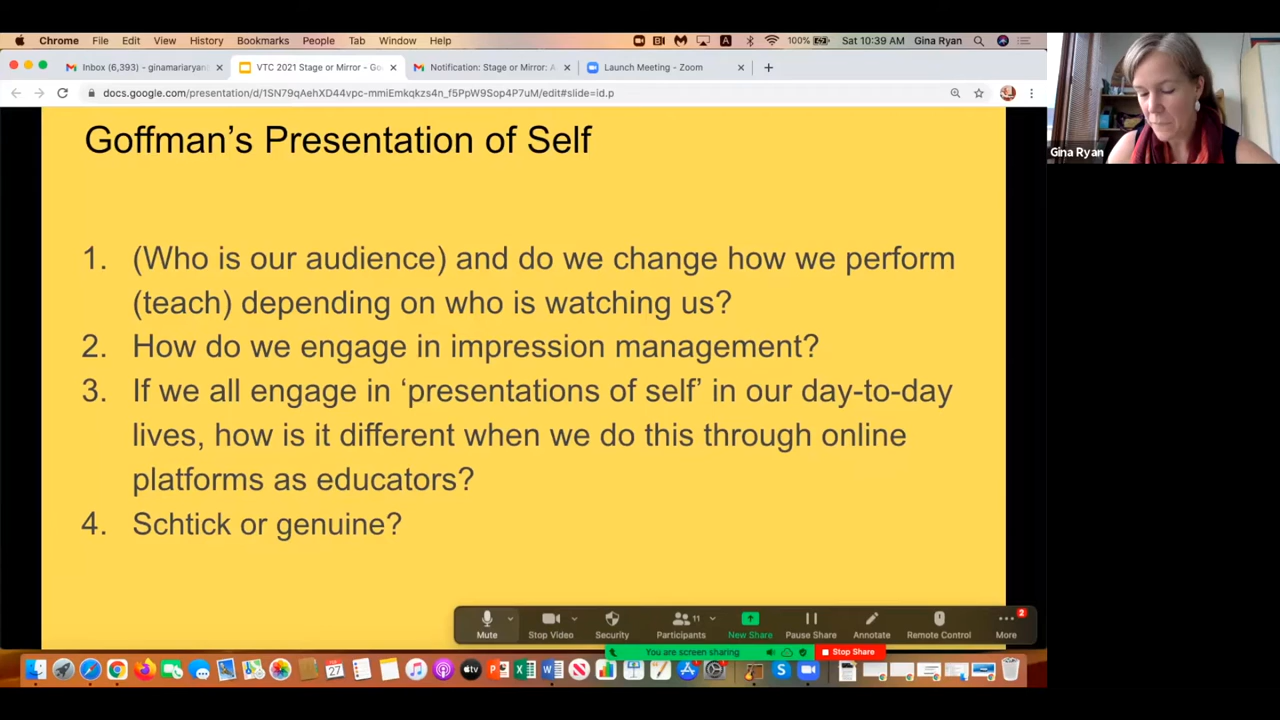 Chrome File Edit View History Bookmarks People Tab Window Help 100% Sat 10:39 AM Gina Ryan
Inbox (6,393) - ginamariaryan VTC 2021 Stage or Mirror - Go Notification: Stage or Mirror: A Launch Meeting - Zoom
docs.google.com/presentation/d/1SN79qAehXD44vpc-mmiEmkqkzs4n_f5PpW9Sop4P7uM/edit#slide=id.p
Gina Ryan
Goffman's Presentation of Self
1. (Who is our audience) and do we change how we perform
(teach) depending on who is watching us?
2. How do we engage in impression management?
3. If we all engage in ‘presentations of self’ in our day-to-day
lives, how is it different when we do this through online
platforms as educators?
4. Schtick or genuine?
11 2
Mute Stop Video Security Participants New Share Pause Share Annotate Remote Control More
You are screen sharing Stop Share
27